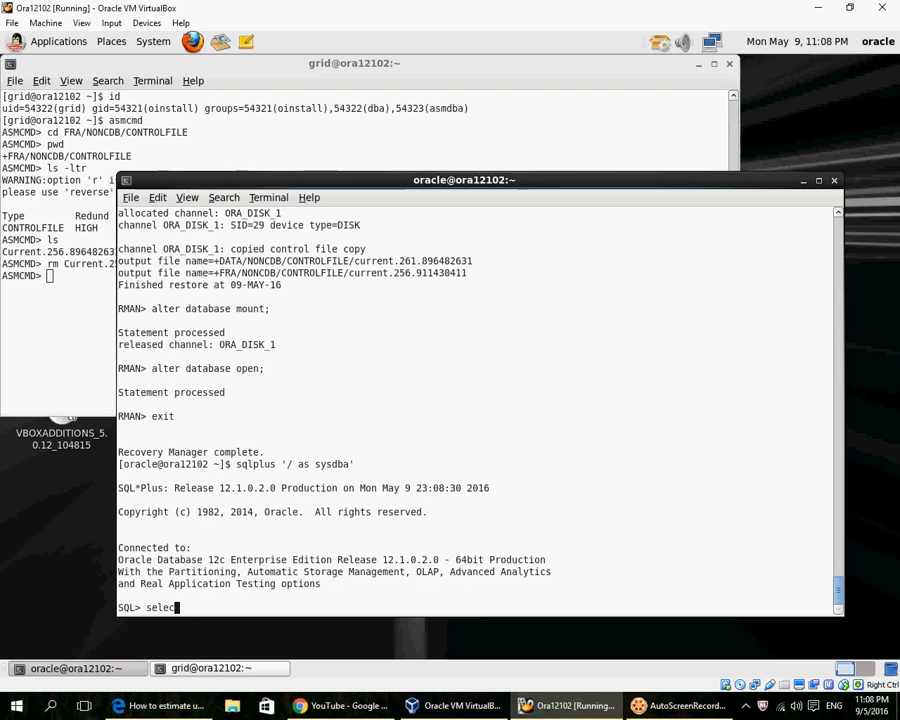 Ora12102 [Running] - Oracle VM VirtualBox
File Machine View Input Devices Help
Applications Places System
Mon May 9, 11:08 PM oracle
grid@ora12102:~
File Edit View Search Terminal Help
[grid@ora12102 ~]$ id
uid=54322(grid) gid=54321(oinstall) groups=54321(oinstall),54322(dba),54323(asmdba)
[grid@ora12102 ~]$ asmcmd
ASMCMD> cd FRA/NONCDB/CONTROLFILE
ASMCMD> pwd
+FRA/NONCDB/CONTROLFILE
ASMCMD> ls -ltr
WARNING:option 'r' i
please use 'reverse'
Type Redund
CONTROLFILE HIGH
ASMCMD> ls
Current.256.89648263
ASMCMD> rm Current.25
ASMCMD>
oracle@ora12102:~
File Edit View Search Terminal Help
allocated channel: ORA_DISK_1
channel ORA_DISK_1: SID=29 device type=DISK
channel ORA_DISK_1: copied control file copy
output file name=+DATA/NONCDB/CONTROLFILE/current.261.896482631
output file name=+FRA/NONCDB/CONTROLFILE/current.256.911430411
Finished restore at 09-MAY-16
RMAN> alter database mount;
Statement processed
released channel: ORA_DISK_1
RMAN> alter database open;
Statement processed
RMAN> exit
Recovery Manager complete.
[oracle@ora12102 ~]$ sqlplus '/ as sysdba'
SQL*Plus: Release 12.1.0.2.0 Production on Mon May 9 23:08:30 2016
Copyright (c) 1982, 2014, Oracle.  All rights reserved.
Connected to:
Oracle Database 12c Enterprise Edition Release 12.1.0.2.0 - 64bit Production
With the Partitioning, Automatic Storage Management, OLAP, Advanced Analytics
and Real Application Testing options
SQL> selec
VBOXADDITIONS_5.
0.12_104815
oracle@ora12102:~
grid@ora12102:~
Right Ctrl
How to estimate u...
YouTube - Google ...
Oracle VM VirtualB...
Ora12102 [Running...
AutoScreenRecord...
ENG
11:08 PM
9/5/2016